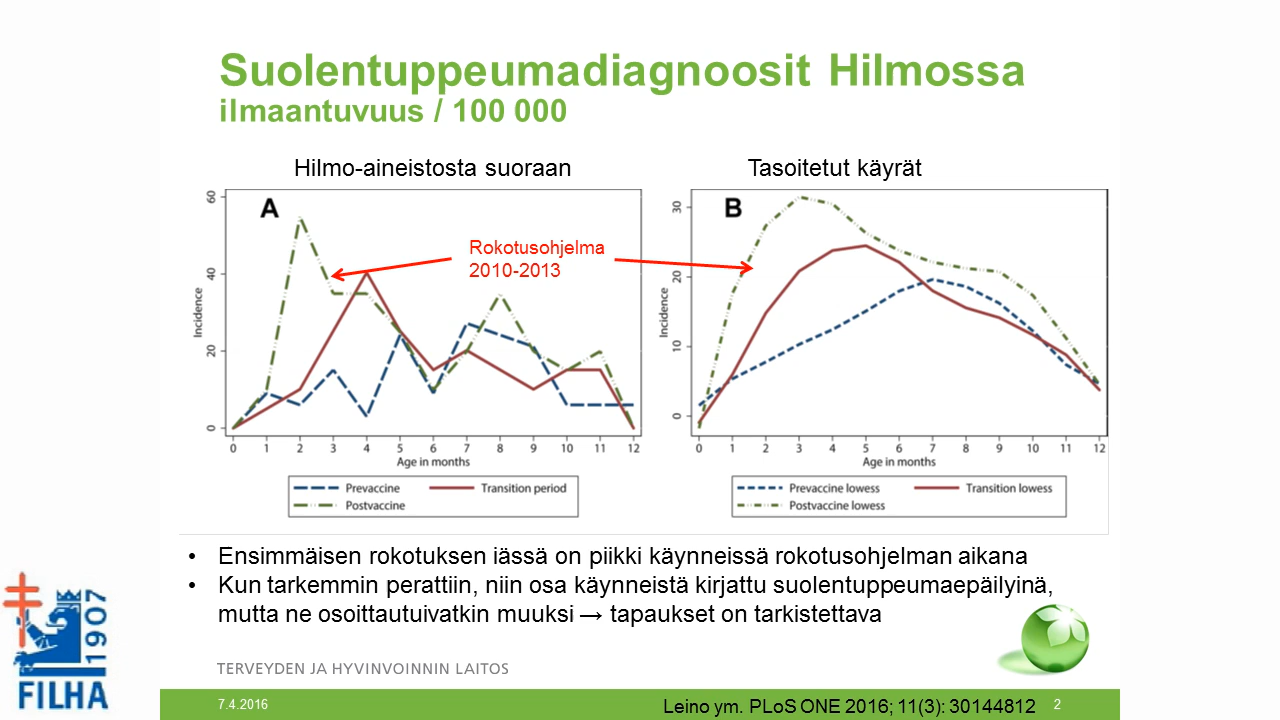 Suolentuppeumadiagnoosit Hilmossa
ilmaantuvuus / 100 000
Hilmo-aineistosta suoraan
Tasoitetut käyrät
A
Rokotusohjelma
2010-2013
Incidence
60
40
20
0
0 1 2 3 4 5 6 7 8 9 10 11 12
Age in months
Prevaccine
Transition period
Postvaccine
B
Incidence
30
20
10
0
0 1 2 3 4 5 6 7 8 9 10 11 12
Age in months
Prevaccine lowess
Transition lowess
Postvaccine lowess
• Ensimmäisen rokotuksen iässä on piikki käynneissä rokotusohjelman aikana
• Kun tarkemmin perattiin, niin osa käynneistä kirjattu suolentuppeumaepäilyinä,
mutta ne osoittautuivatkin muuksi → tapaukset on tarkistettava
TERVEYDEN JA HYVINVOINNIN LAITOS
1907
FILHA
7.4.2016
Leino ym. PLoS ONE 2016; 11(3): 30144812
2